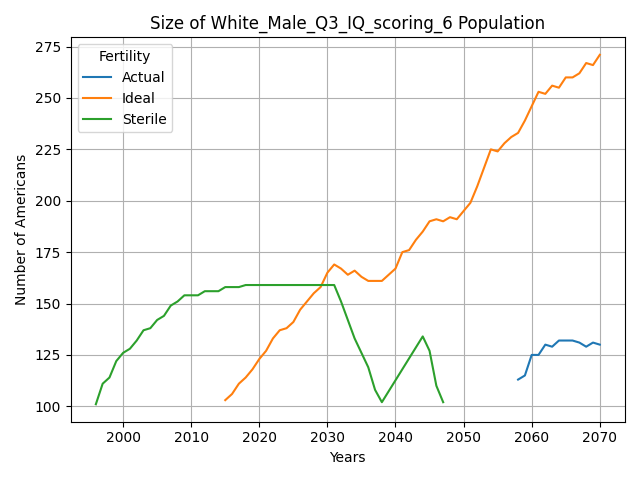 Size of White_Male_Q3_IQ_scoring_6 Population
Fertility
Actual
Ideal
Sterile
Number of Americans
275
250
225
200
175
150
125
100
2000 2010 2020 2030 2040 2050 2060 2070
Years